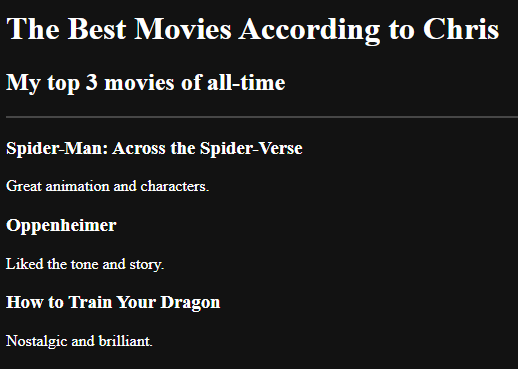 The Best Movies According to Chris
My top 3 movies of all-time
Spider-Man: Across the Spider-Verse
Great animation and characters.
Oppenheimer
Liked the tone and story.
How to Train Your Dragon
Nostalgic and brilliant.